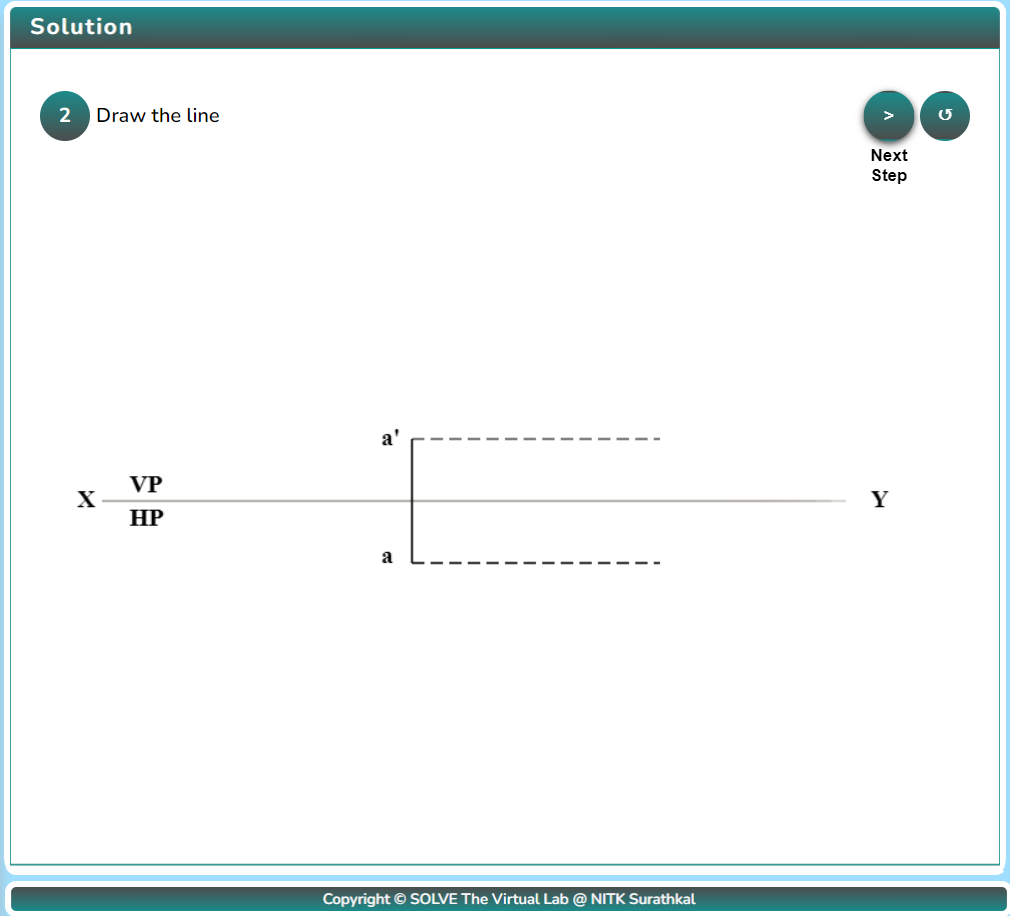 Solution
2 Draw the line
> ↺
Next
Step
a'
VP
X Y
HP
a
Copyright © SOLVE The Virtual Lab @ NITK Surathkal